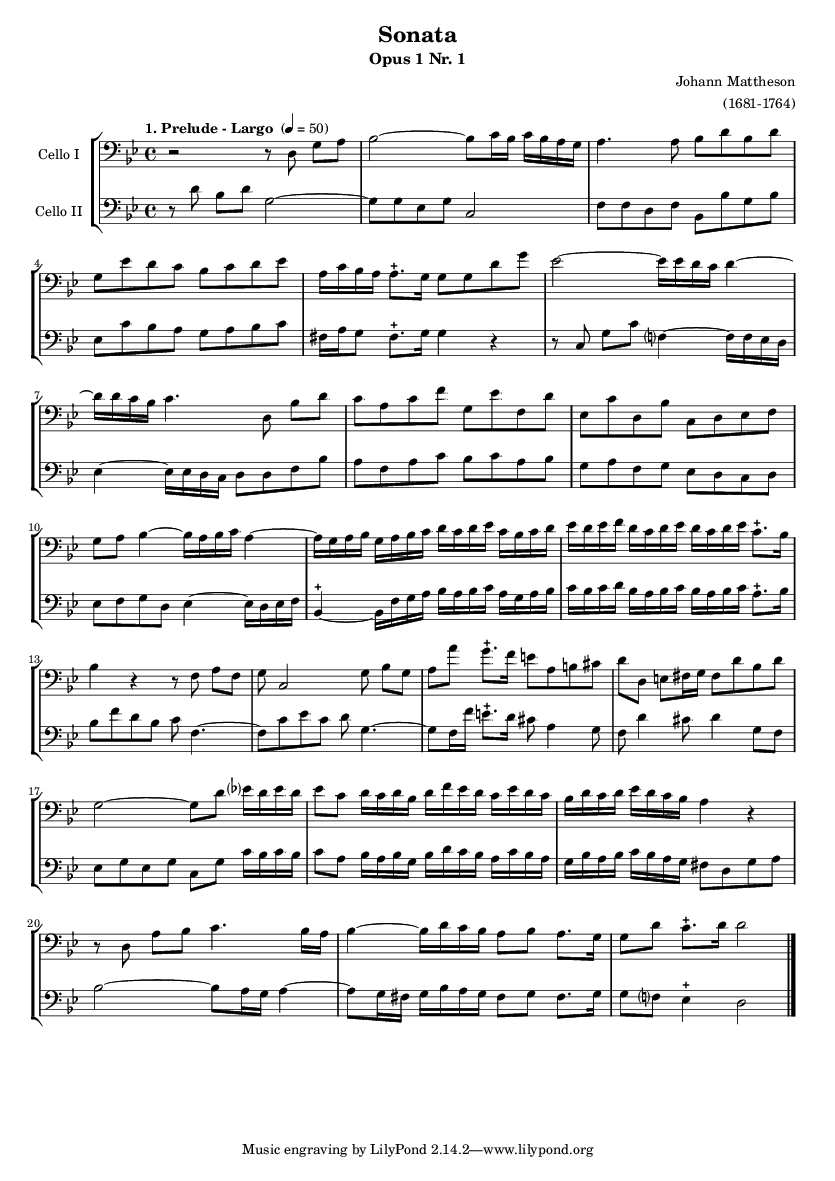 Sonata
Opus 1 Nr. 1
Johann Mattheson
(1681-1764)
1. Prelude - Largo (♩ = 50)
Cello I
Cello II
4
7
10
13
17
20
Music engraving by LilyPond 2.14.2—www.lilypond.org